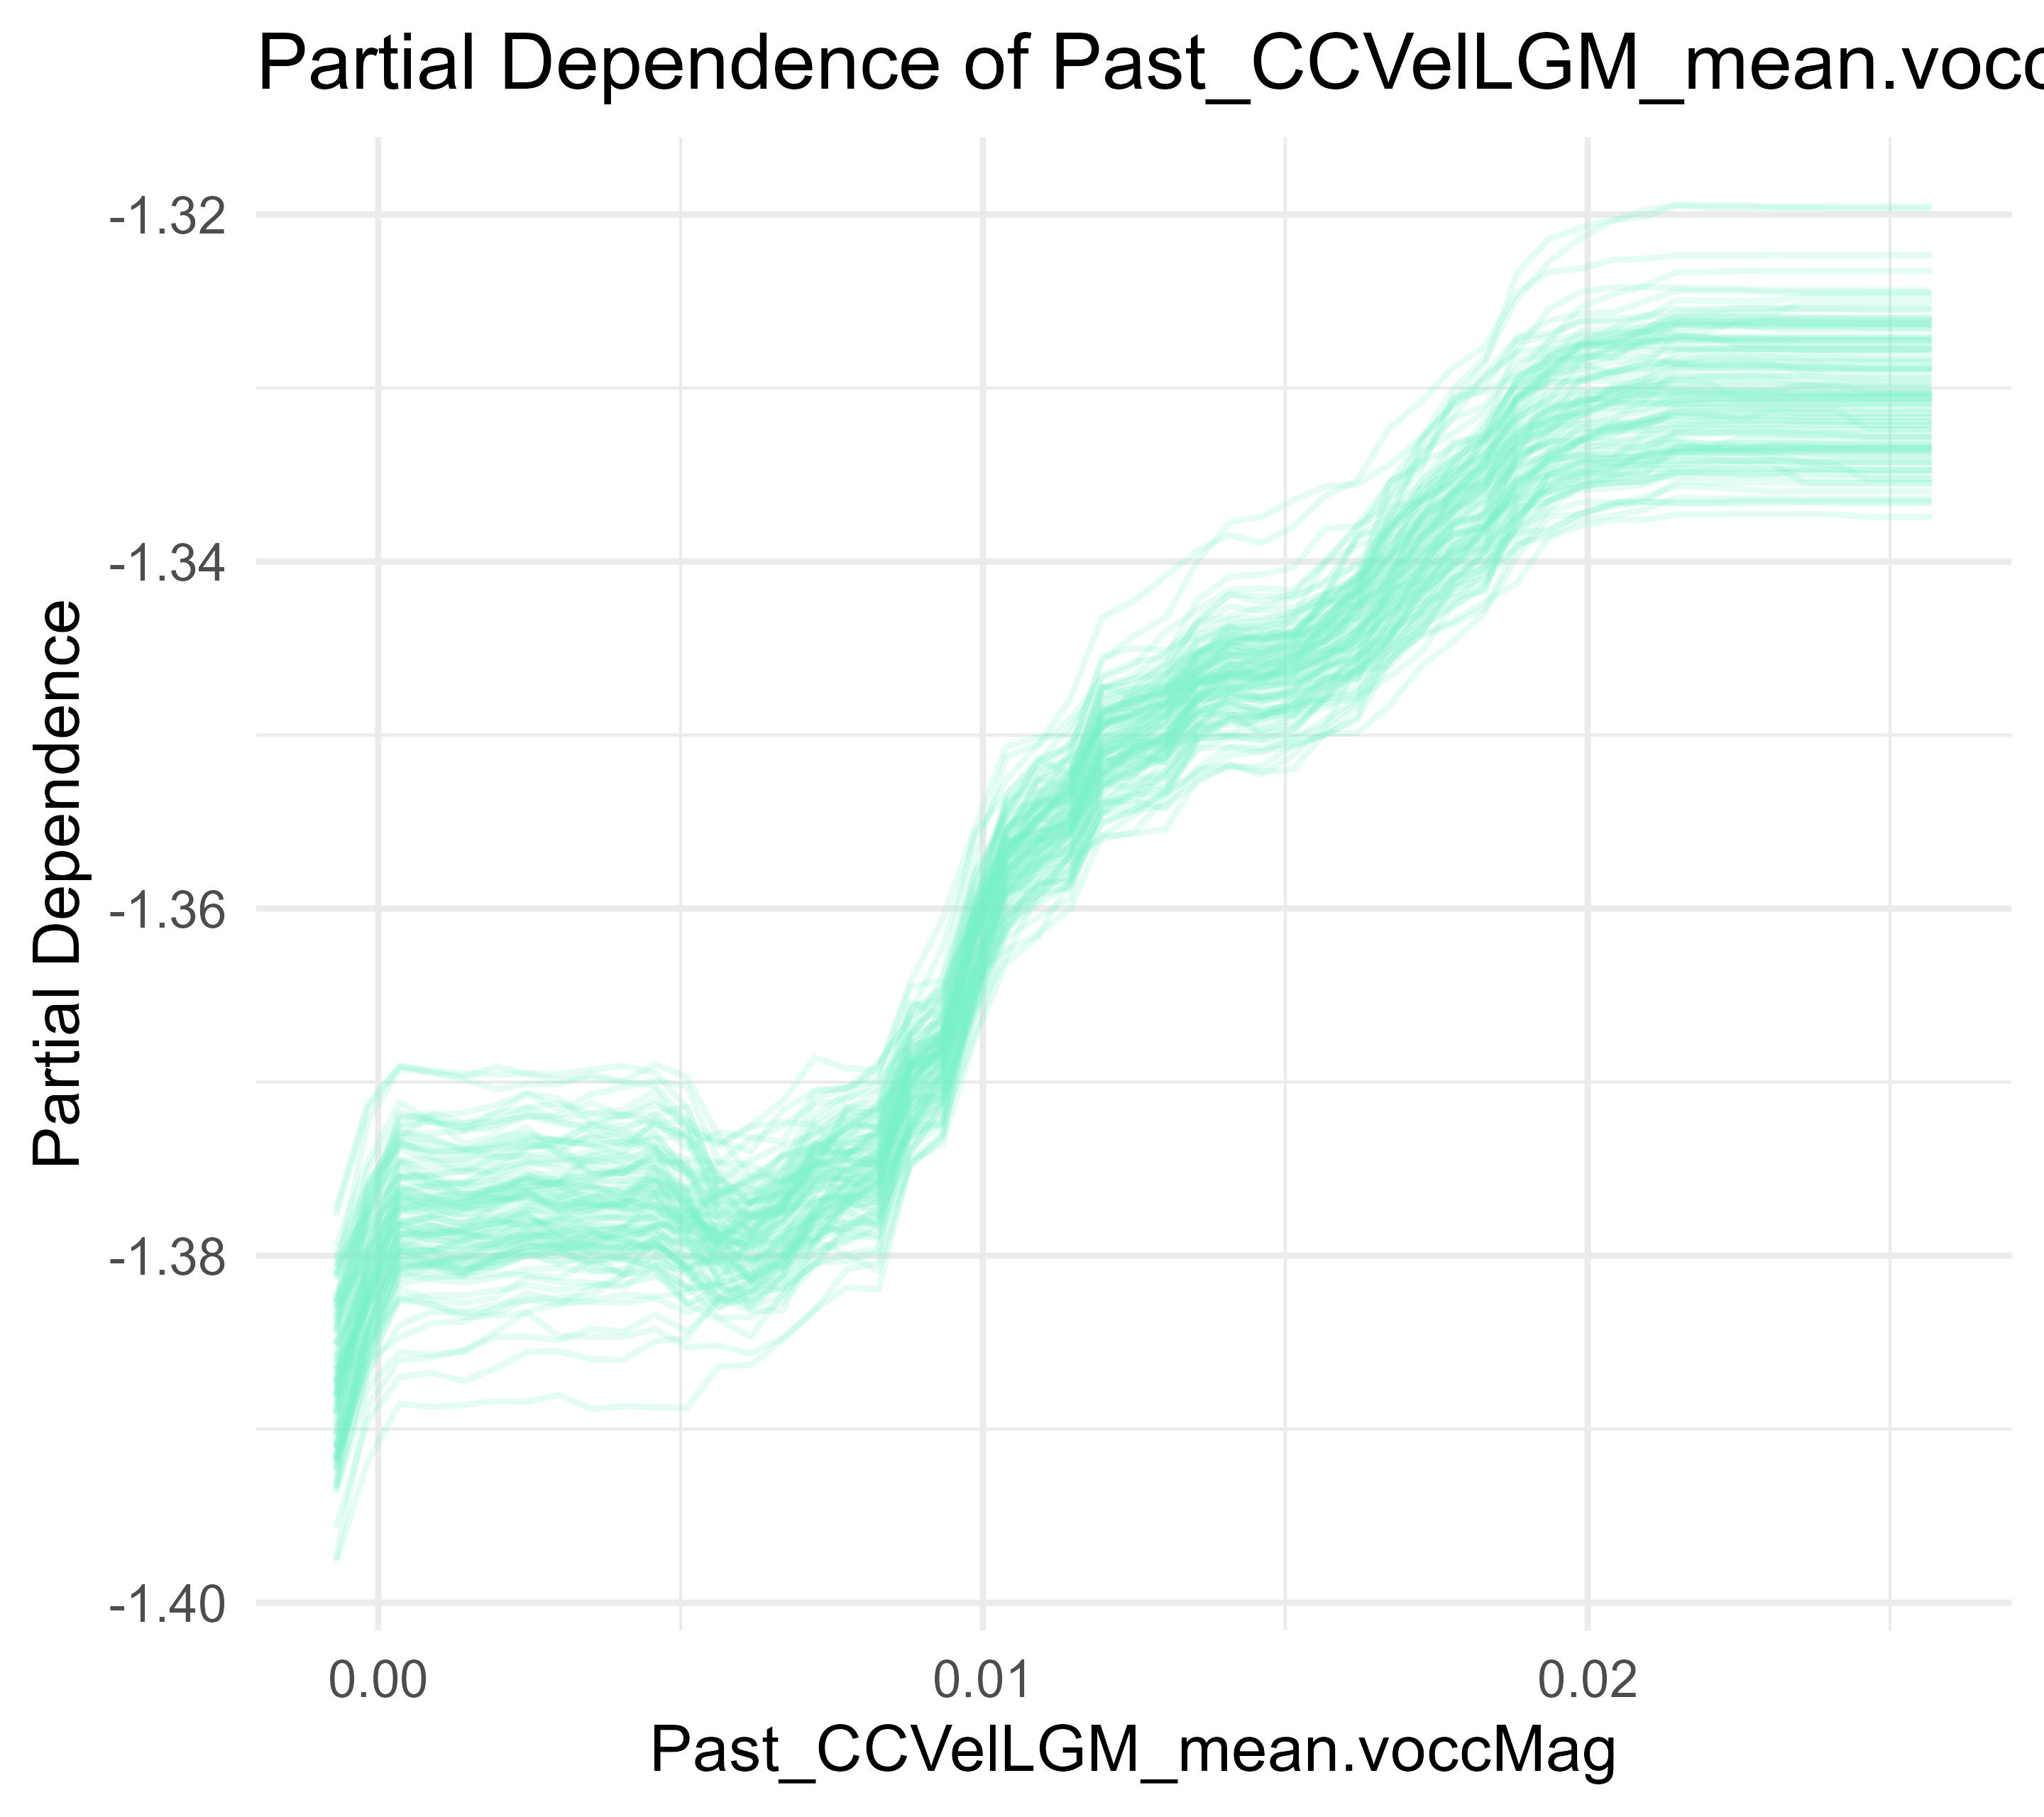 Partial Dependence of Past_CCVelLGM_mean.vocc
-1.32
-1.34
-1.36
-1.38
-1.40
Partial Dependence
0.00
0.01
0.02
Past_CCVelLGM_mean.voccMag